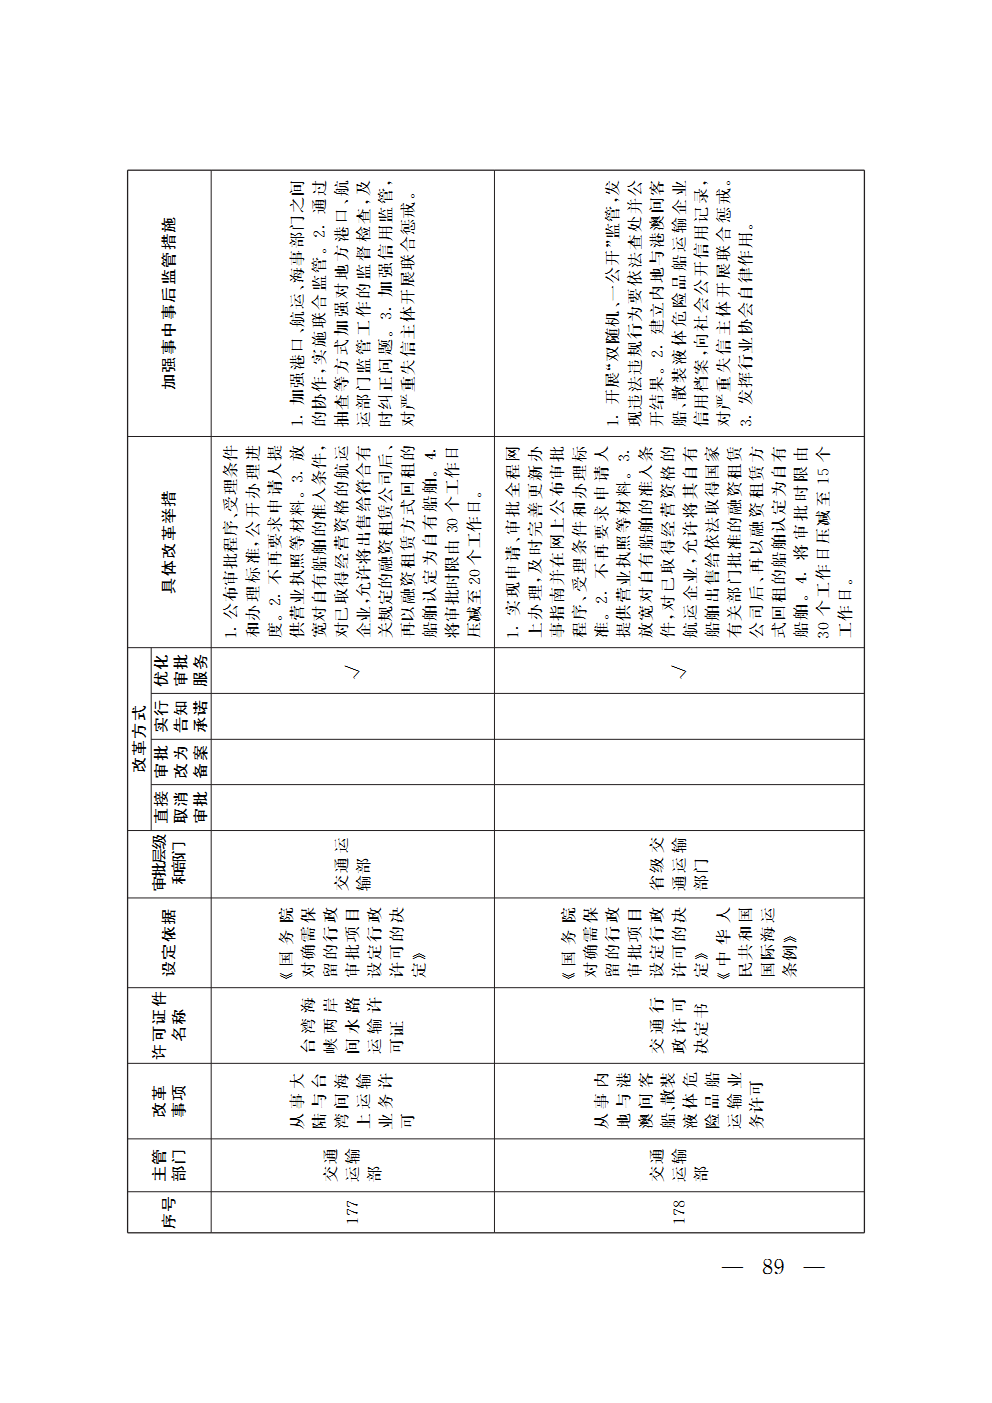 序号
主管
部门
改革
事项
许可证件
名称
设定依据
审批层级
和部门
改革方式
直接
取消
审批
审批
改为
备案
实行
告知
承诺
优化
审批
服务
具体改革举措
加强事中事后监管措施
177
交通
运输
部
从事大
陆与台
湾间海
上运输
业务许
可
台湾海
峡两岸
间水路
运输许
可证
《国务院
对确需保
留的行政
审批项目
设定行政
许可的决
定》
交通运
输部
√
1. 公布审批程序、受理条件
和办理标准,公开办理进
度。2. 不再要求申请人提
供营业执照等材料。3. 放
宽对自有船舶的准入条件,
对已取得经营资格的航运
企业,允许将出售给符合有
关规定的融资租赁公司后、
再以融资租赁方式回租的
船舶认定为自有船舶。4.
将审批时限由 30 个工作日
压减至 20 个工作日。
1. 加强港口、航运、海事部门之间
的协作,实施联合监管。2. 通过
抽查等方式加强对地方港口、航
运部门监管工作的监督检查,及
时纠正问题。3. 加强信用监管,
对严重失信主体开展联合惩戒。
178
交通
运输
部
从事内
地与港
澳间客
船、散装
液体危
险品船
运输业
务许可
交通行
政许可
决定书
《国务院
对确需保
留的行政
审批项目
设定行政
许可的决
定》
《中华人
民共和国
国际海运
条例》
省级交
通运输
部门
√
1. 实现申请、审批全程网
上办理,及时完善更新办
事指南并在网上公布审批
程序、受理条件和办理标
准。2. 不再要求申请人
提供营业执照等材料。3.
放宽对自有船舶的准入条
件,对已取得经营资格的
航运企业,允许将其自有
船舶出售给依法取得国家
有关部门批准的融资租赁
公司后、再以融资租赁方
式回租的船舶认定为自有
船舶。4. 将审批时限由
30 个工作日压减至 15 个
工作日。
1. 开展“双随机、一公开”监管,发
现违法违规行为要依法查处并公
开结果。2. 建立内地与港澳间客
船、散装液体危险品船运输企业
信用档案,向社会公开信用记录,
对严重失信主体开展联合惩戒。
3. 发挥行业协会自律作用。
— 89 —